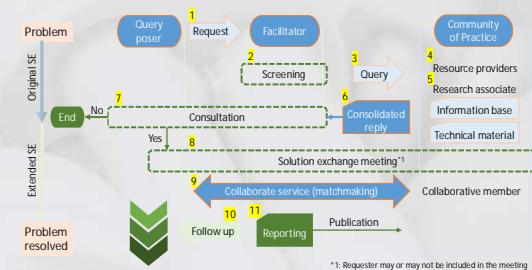 Problem
Query
poser
1
Request
Facilitator
Community
of Practice
Original SE
2
Screening
3
Query
4
Resource providers
5
Research associate
Information base
Technical material
6
Consolidated
reply
7
Consultation
No
End
Yes
8
Solution exchange meeting*1
Extended SE
9
Collaborate service (matchmaking)
Collaborative member
Problem
resolved
10
Follow up
11
Reporting
Publication
*1: Requester may or may not be included in the meeting